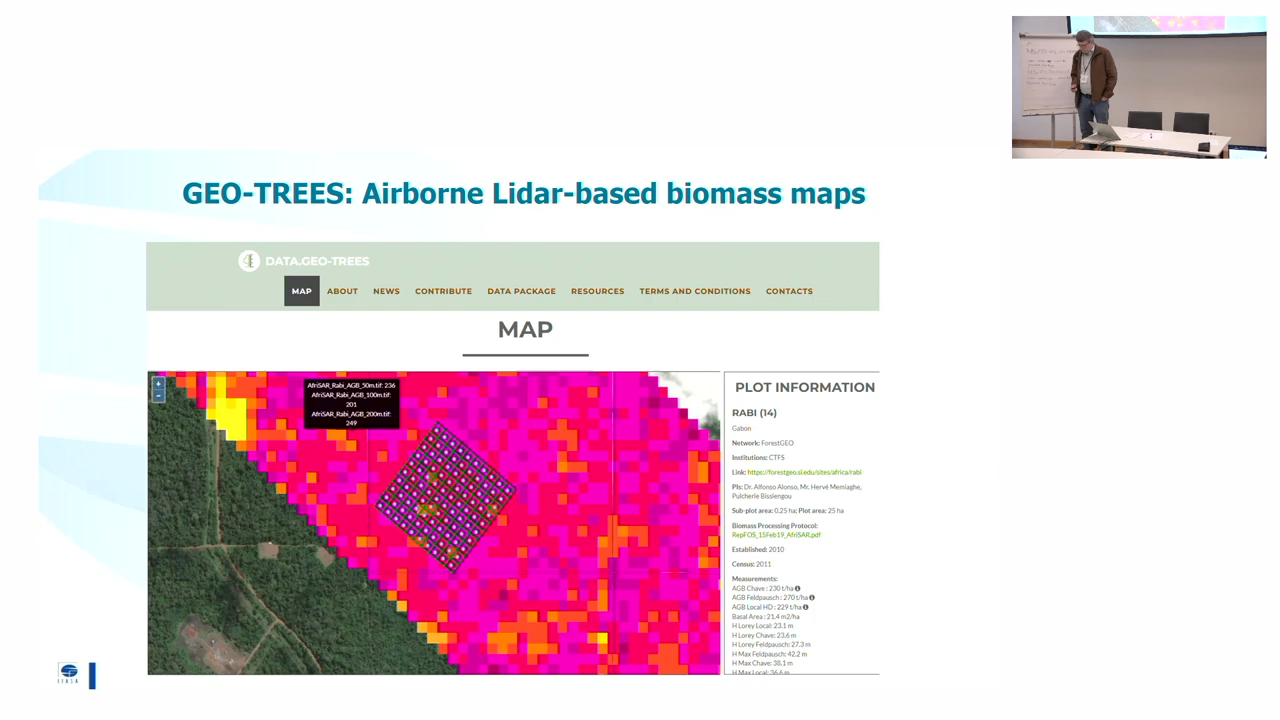 GEO-TREES: Airborne Lidar-based biomass maps
DATA.GEO-TREES
MAP ABOUT NEWS CONTRIBUTE DATA PACKAGE RESOURCES TERMS AND CONDITIONS CONTACTS
MAP
+
-
AfriSAR_Rabi_AGB_50m.tif: 236
AfriSAR_Rabi_AGB_100m.tif:
201
AfriSAR_Rabi_AGB_200m.tif:
249
PLOT INFORMATION
RABI (14)
Gabon
Network: ForestGEO
Institutions: CTFS
Link: https://forestgeo.si.edu/sites/africa/rabi
PIs: Dr. Alfonso Alonso, Mr. Hervé Memiaghe,
Pulcherie Bissiengou
Sub-plot area: 0.25 ha; Plot area: 25 ha
Biomass Processing Protocol:
RepFOS_15Feb19_AfriSAR.pdf
Established: 2010
Census: 2011
Measurements:
AGB Chave : 230 t/ha
AGB Feldpausch : 270 t/ha
AGB Local HD : 229 t/ha
Basal Area : 21.4 m2/ha
H Lorey Local: 23.1 m
H Lorey Chave: 23.6 m
H Lorey Feldpausch: 27.3 m
H Max Feldpausch: 42.2 m
H Max Chave: 38.1 m
H Max Local: 36.6 m
IIASA